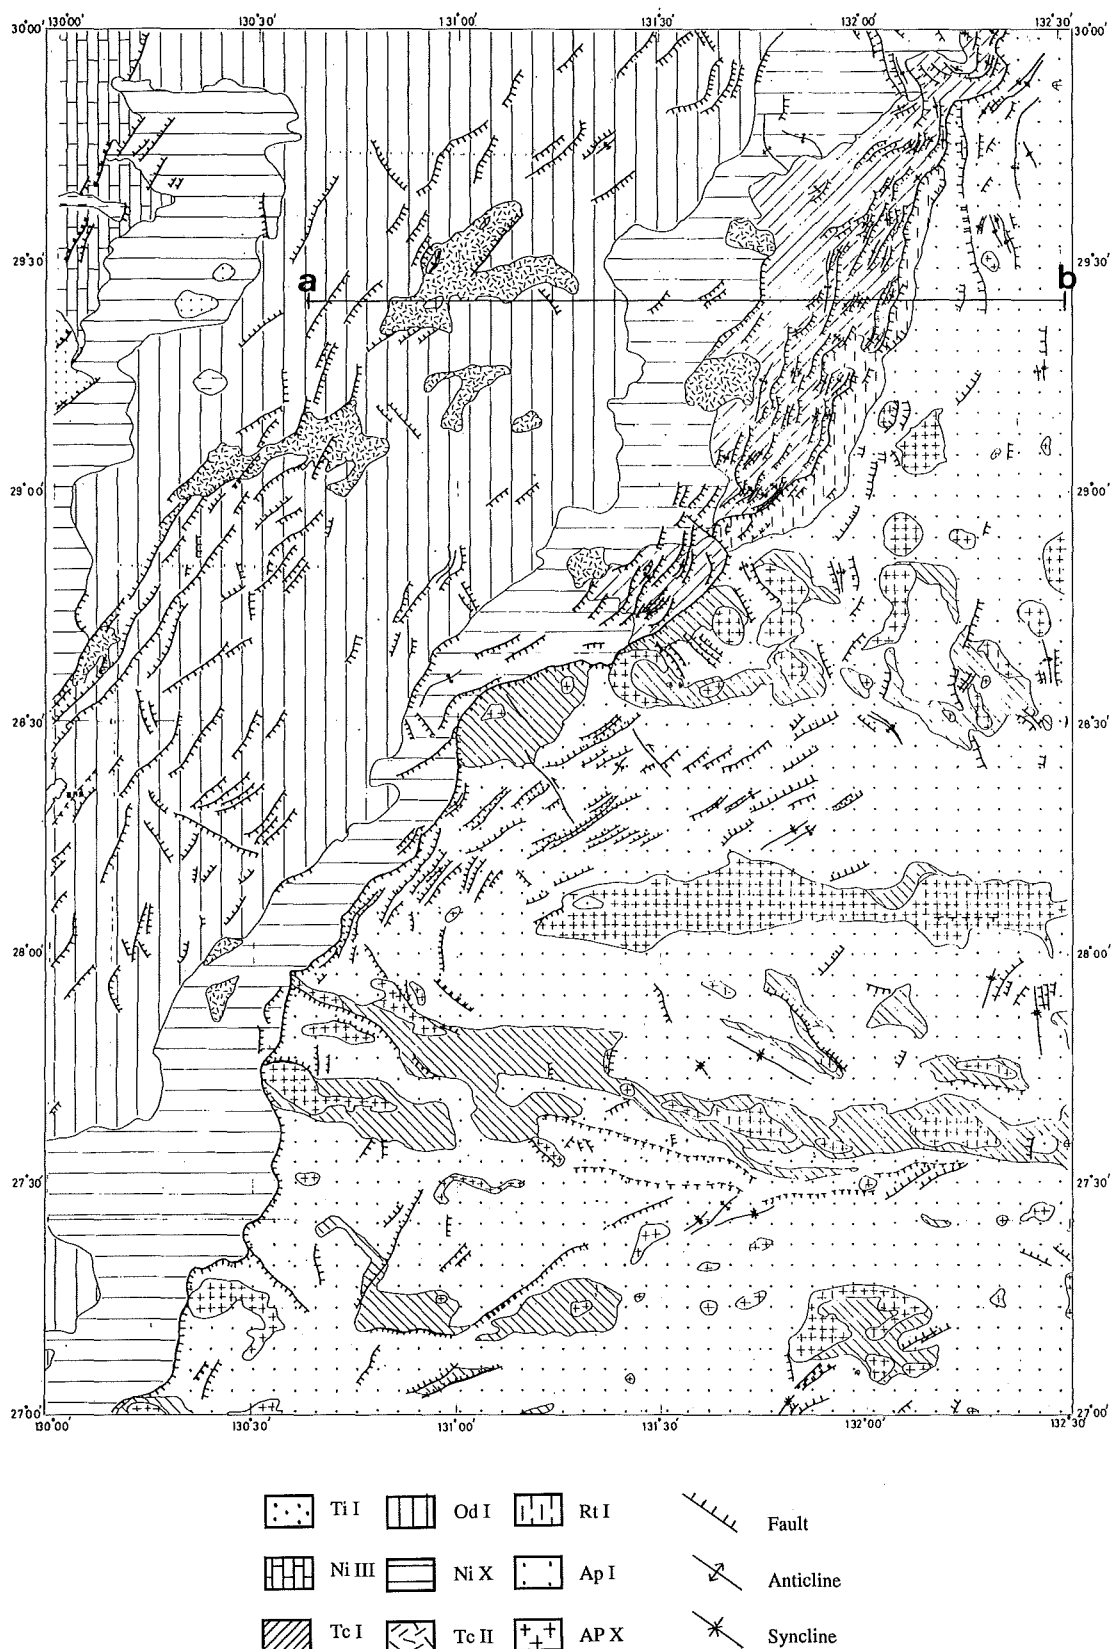 130°00' 130°30' 131°00' 131°30' 132°00' 132°30'
30°00' 30°00'
29°30' 29°30'
a b
29°00' 29°00'
28°30' 28°30'
28°00' 28°00'
27°30' 27°30'
27°00' 27°00'
130°00' 130°30' 131°00' 131°30' 132°00' 132°30'
Ti I Od I Rt I Fault
Ni III Ni X Ap I Anticline
Tc I Tc II AP X Syncline